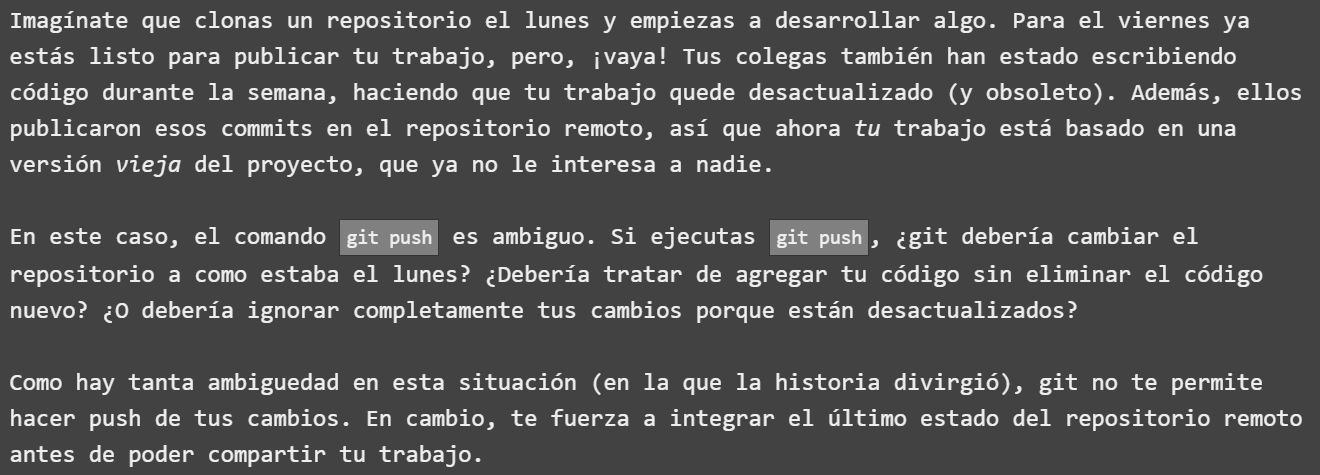 Imagínate que clonas un repositorio el lunes y empiezas a desarrollar algo. Para el viernes ya
estás listo para publicar tu trabajo, pero, ¡vaya! Tus colegas también han estado escribiendo
código durante la semana, haciendo que tu trabajo quede desactualizado (y obsoleto). Además, ellos
publicaron esos commits en el repositorio remoto, así que ahora tu trabajo está basado en una
versión vieja del proyecto, que ya no le interesa a nadie.
En este caso, el comando git push es ambiguo. Si ejecutas git push, ¿git debería cambiar el
repositorio a como estaba el lunes? ¿Debería tratar de agregar tu código sin eliminar el código
nuevo? ¿O debería ignorar completamente tus cambios porque están desactualizados?
Como hay tanta ambiguedad en esta situación (en la que la historia divirgió), git no te permite
hacer push de tus cambios. En cambio, te fuerza a integrar el último estado del repositorio remoto
antes de poder compartir tu trabajo.